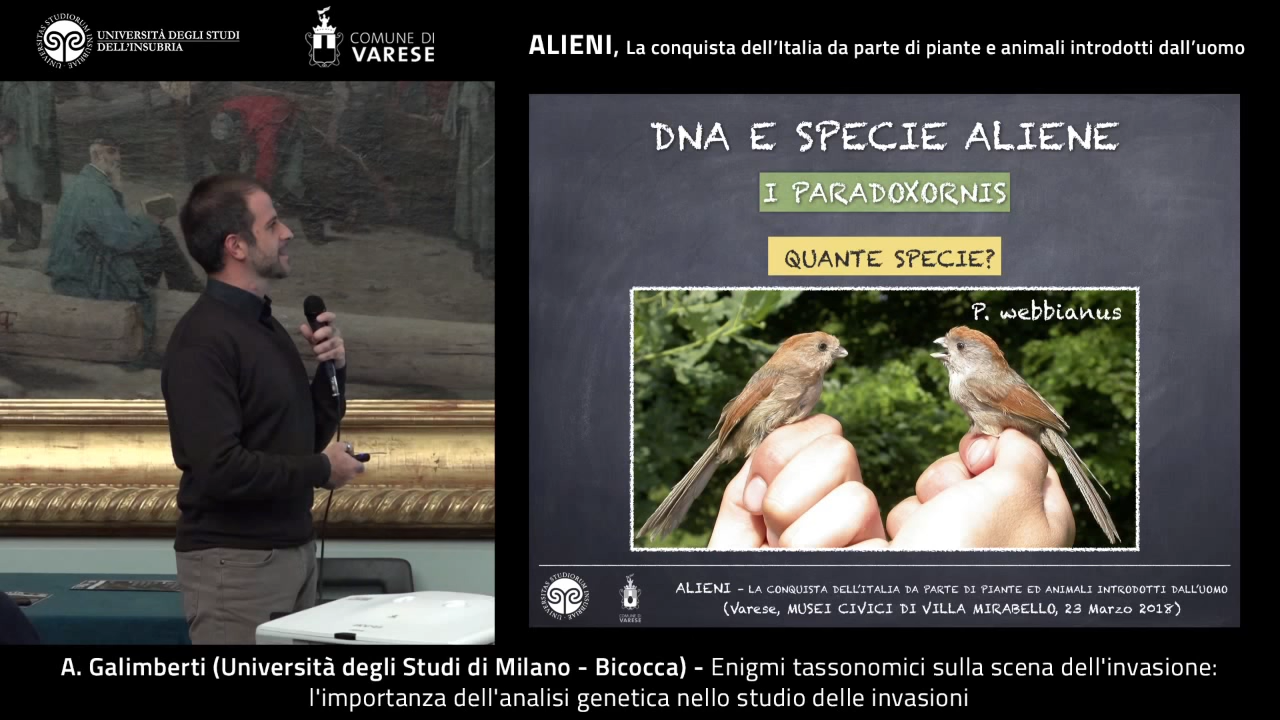 UNIVERSITÀ DEGLI STUDI
DELL'INSUBRIA
COMUNE DI
VARESE
ALIENI, La conquista dell'Italia da parte di piante e animali introdotti dall'uomo
DNA E SPECIE ALIENE
I PARADOXORNIS
QUANTE SPECIE?
P. webbianus
ALIENI - LA CONQUISTA DELL'ITALIA DA PARTE DI PIANTE ED ANIMALI INTRODOTTI DALL'UOMO
(Varese, MUSEI CIVICI DI VILLA MIRABELLO, 23 Marzo 2018)
COMUNE DI
VARESE
A. Galimberti (Università degli Studi di Milano - Bicocca) - Enigmi tassonomici sulla scena dell'invasione:
l'importanza dell'analisi genetica nello studio delle invasioni